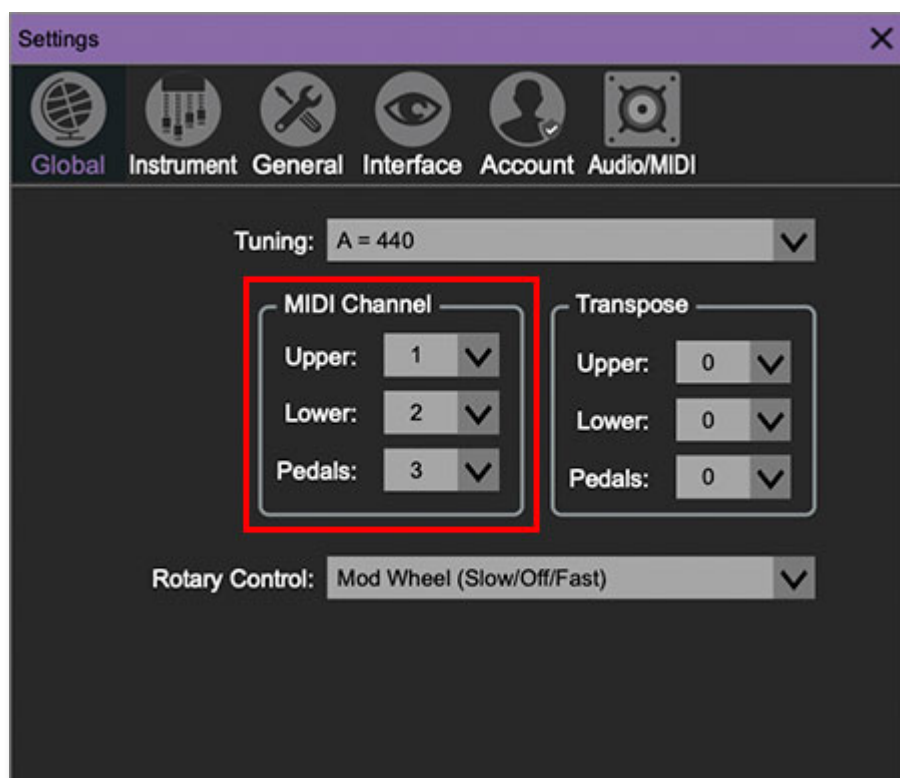 Settings
Global Instrument General Interface Account Audio/MIDI
Tuning: A = 440
MIDI Channel Transpose
Upper: 1 Upper: 0
Lower: 2 Lower: 0
Pedals: 3 Pedals: 0
Rotary Control: Mod Wheel (Slow/Off/Fast)